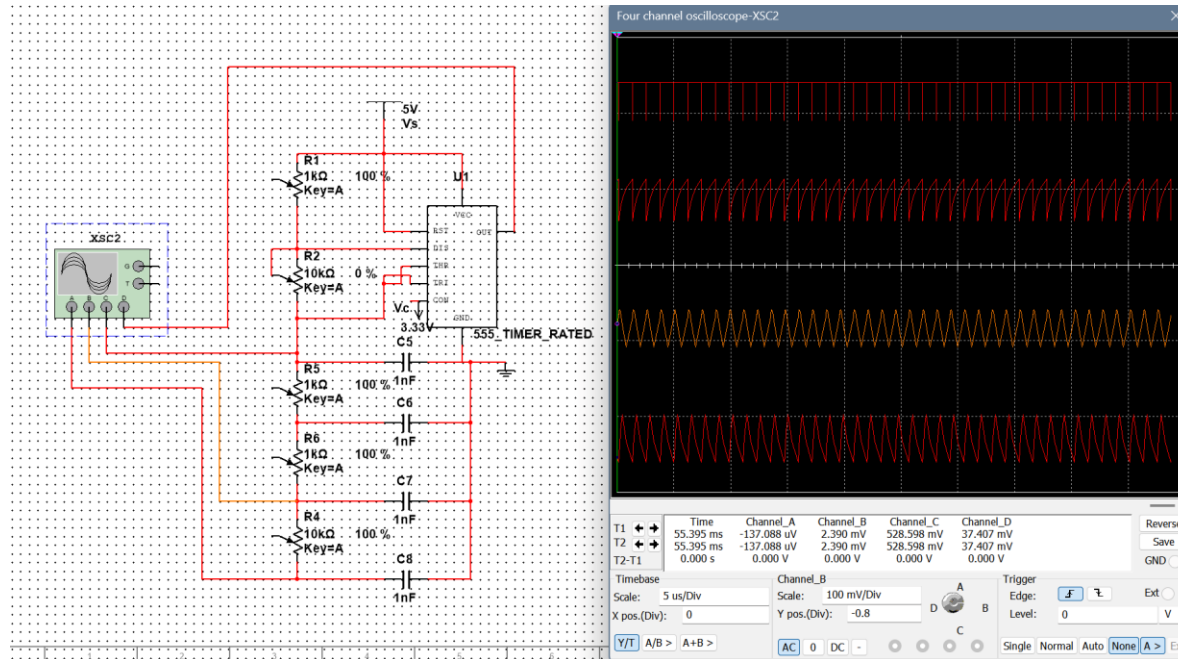 Four channel oscilloscope-XSC2
5V
Vs
R1
1kΩ 100 %
Key=A
U1
VCC
RST OUT
DIS
THR
TRI
CON
GND
555_TIMER_RATED
R2
10kΩ 0 %
Key=A
Vc
3.33V
XSC2
G
T
A B C D
C5
1nF
R5
1kΩ 100 %
Key=A
C6
1nF
R6
1kΩ 100 %
Key=A
C7
1nF
R4
10kΩ 100 %
Key=A
C8
1nF
1 2 3 4 5 6
Time Channel_A Channel_B Channel_C Channel_D
T1 55.395 ms -137.088 uV 2.390 mV 528.598 mV 37.407 mV
T2 55.395 ms -137.088 uV 2.390 mV 528.598 mV 37.407 mV
T2-T1 0.000 s 0.000 V 0.000 V 0.000 V 0.000 V
Reverse
Save
GND
Timebase
Scale: 5 us/Div
X pos.(Div): 0
Y/T A/B > A+B >
Channel_B
Scale: 100 mV/Div
Y pos.(Div): -0.8
AC 0 DC -
A
D B
C
Trigger
Edge: Ext
Level: 0 V
Single Normal Auto None A >